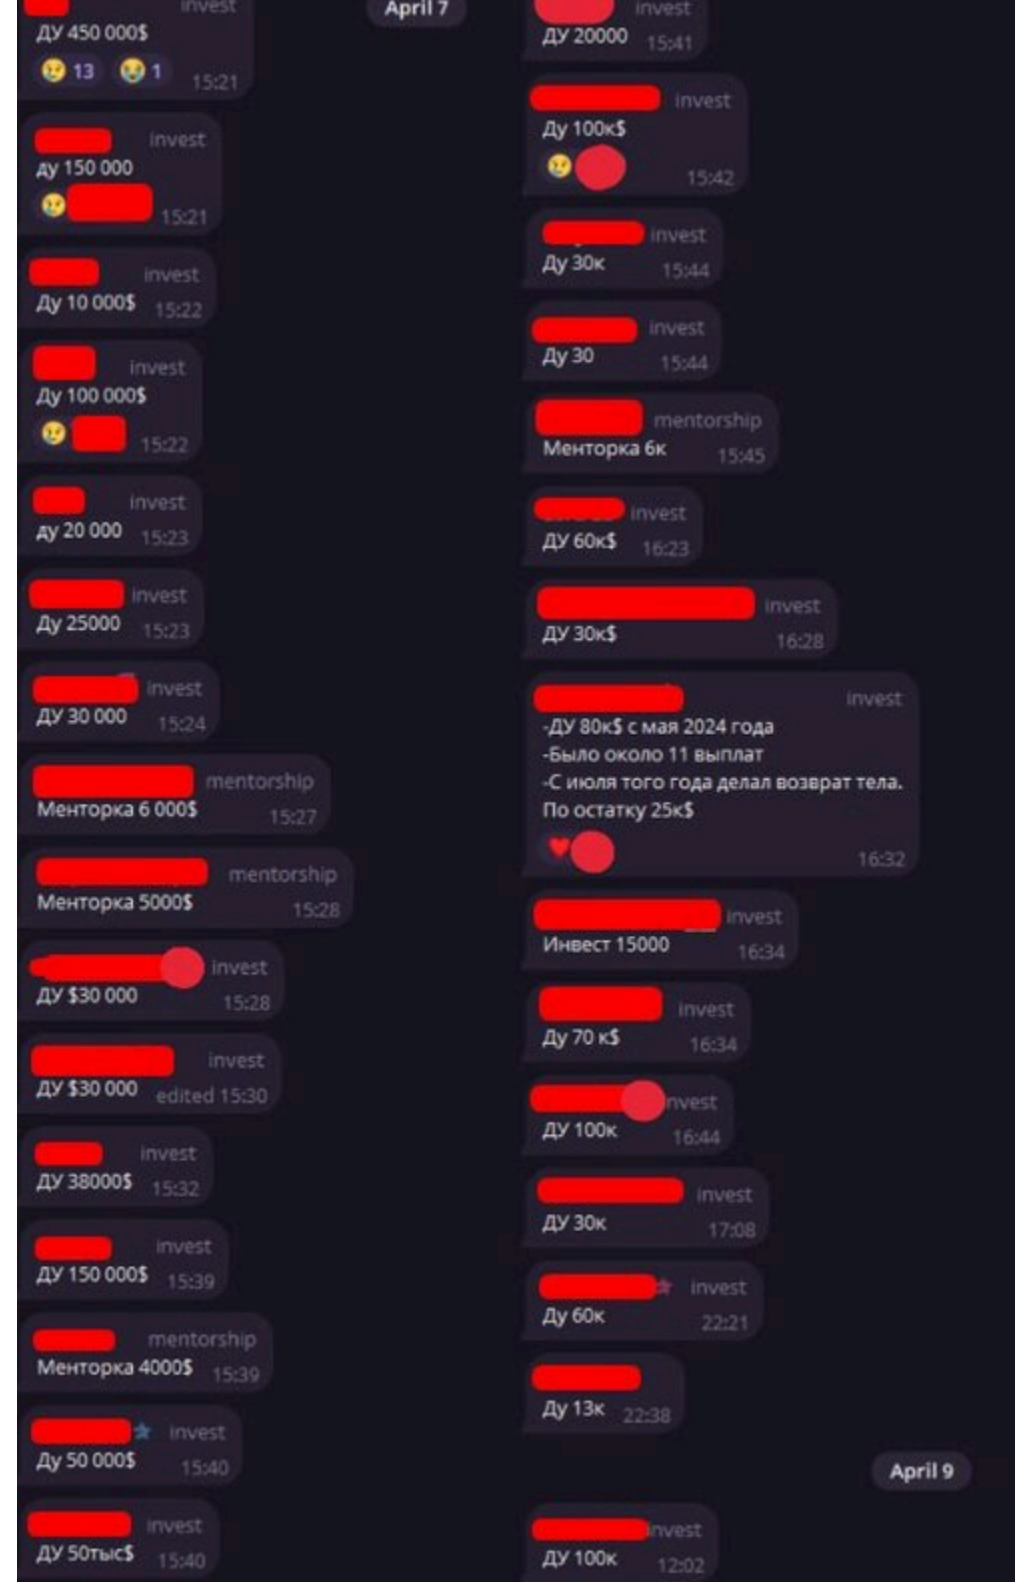 invest
ДУ 450 000$
13 1 15:21
invest
ду 150 000
15:21
invest
Ду 10 000$ 15:22
invest
Ду 100 000$
15:22
invest
ду 20 000 15:23
invest
Ду 25000 15:23
invest
ДУ 30 000 15:24
mentorship
Менторка 6 000$ 15:27
mentorship
Менторка 5000$ 15:28
invest
ДУ $30 000 15:28
invest
ДУ $30 000 edited 15:30
invest
ДУ 38000$ 15:32
invest
ДУ 150 000$ 15:39
mentorship
Менторка 4000$ 15:39
invest
Ду 50 000$ 15:40
invest
ДУ 50тыс$ 15:40
April 7
invest
ДУ 20000 15:41
invest
Ду 100к$
15:42
invest
Ду 30к 15:44
invest
Ду 30 15:44
mentorship
Менторка 6к 15:45
invest
ДУ 60к$ 16:23
invest
ДУ 30к$ 16:28
invest
-ДУ 80к$ с мая 2024 года
-Было около 11 выплат
-С июля того года делал возврат тела.
По остатку 25к$
16:32
invest
Инвест 15000 16:34
invest
Ду 70 к$ 16:34
nvest
ДУ 100к 16:44
invest
ДУ 30к 17:08
invest
Ду 60к 22:21
Ду 13к 22:38
April 9
invest
ДУ 100к 12:02